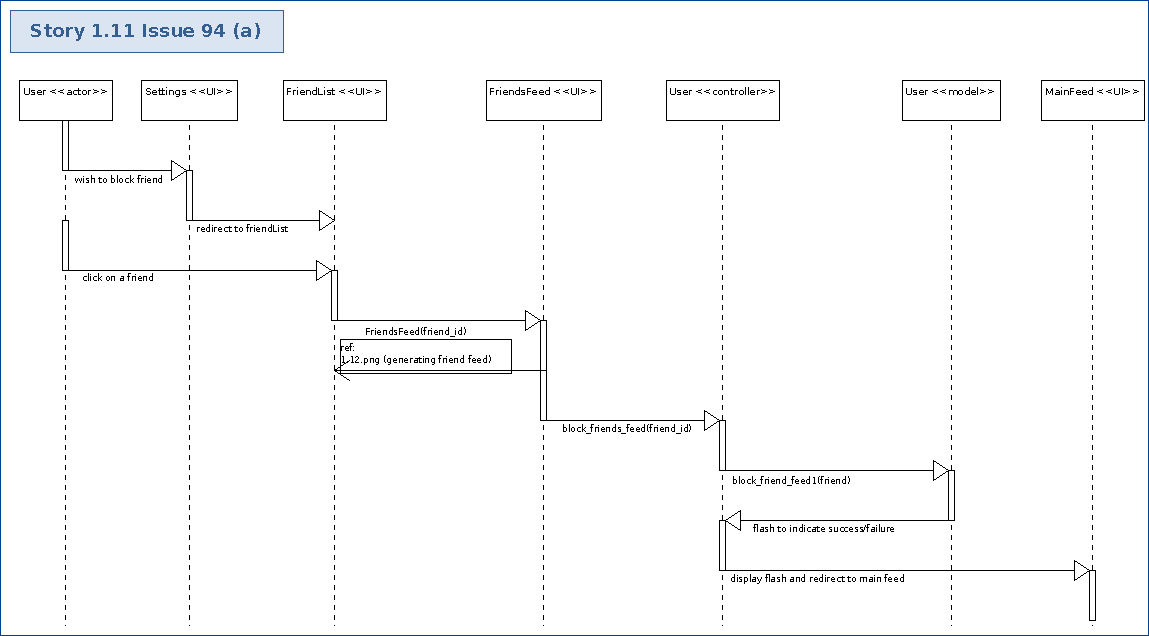 Story 1.11 Issue 94 (a)
User <<actor>>
Settings <<UI>>
FriendList <<UI>>
FriendsFeed <<UI>>
User <<controller>>
User <<model>>
MainFeed <<UI>>
wish to block friend
redirect to friendList
click on a friend
FriendsFeed(friend_id)
ref:
1.12.png (generating friend feed)
block_friends_feed(friend_id)
block_friend_feed1(friend)
flash to indicate success/failure
display flash and redirect to main feed